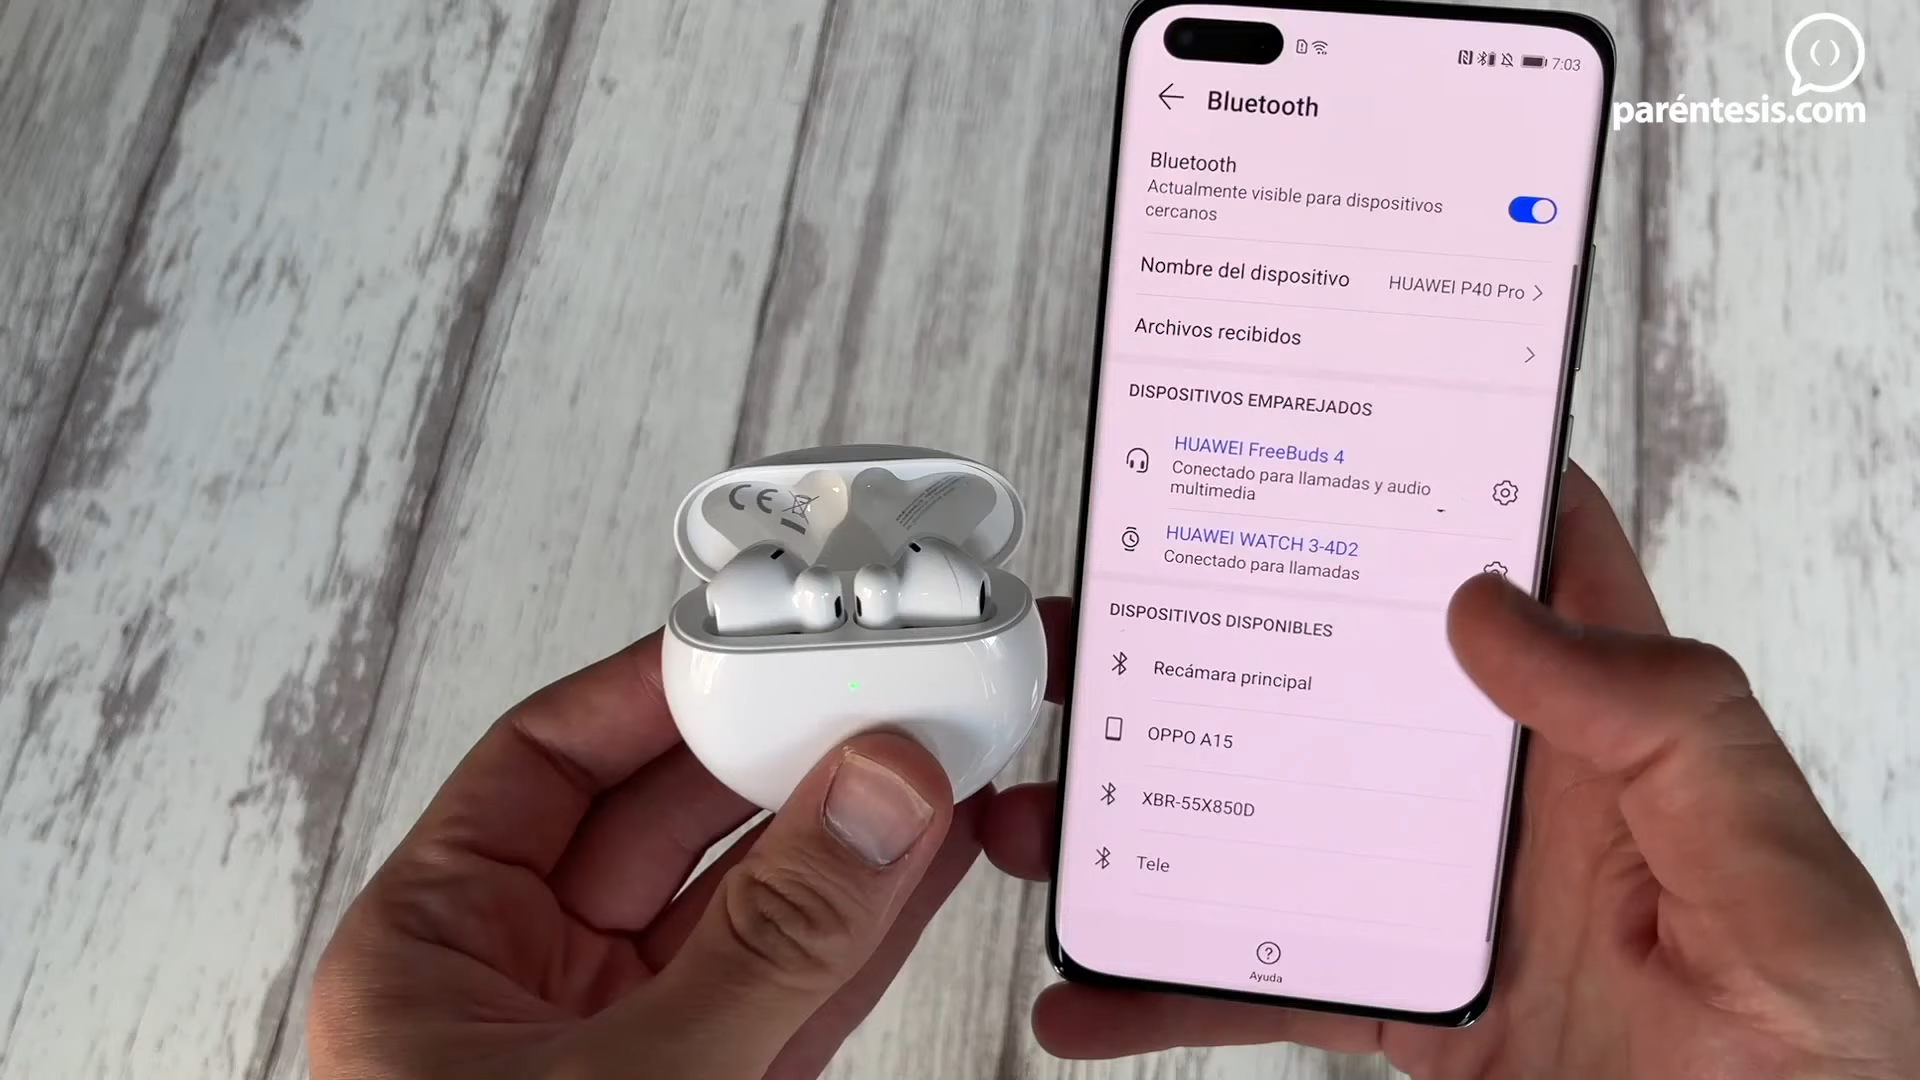 7:03
Bluetooth
Bluetooth
Actualmente visible para dispositivos
cercanos
Nombre del dispositivo HUAWEI P40 Pro
Archivos recibidos
DISPOSITIVOS EMPAREJADOS
HUAWEI FreeBuds 4
Conectado para llamadas y audio
multimedia
HUAWEI WATCH 3-4D2
Conectado para llamadas
DISPOSITIVOS DISPONIBLES
Recámara principal
OPPO A15
XBR-55X850D
Tele
Ayuda
CE
paréntesis.com